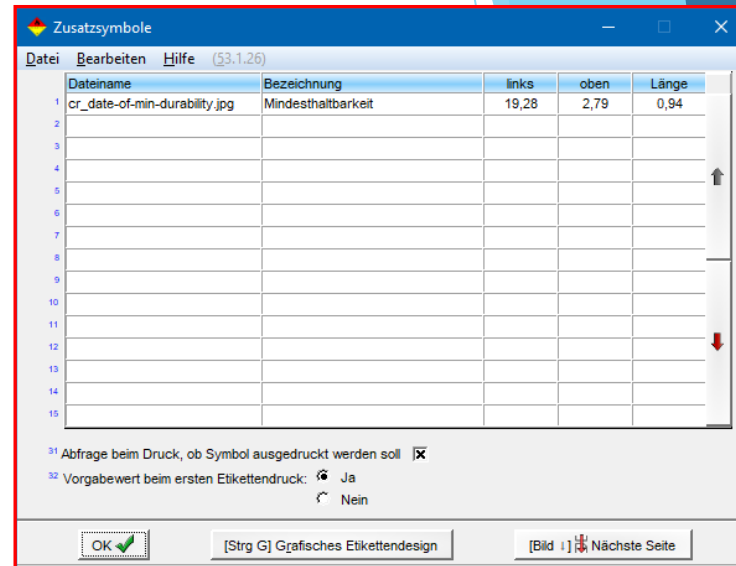 Zusatzsymbole
Datei Bearbeiten Hilfe (53.1.26)
Dateiname Bezeichnung links oben Länge
1 cr_date-of-min-durability.jpg Mindesthaltbarkeit 19,28 2,79 0,94
2
3
4
5
6
7
8
9
10
11
12
13
14
15
31 Abfrage beim Druck, ob Symbol ausgedruckt werden soll
32 Vorgabewert beim ersten Etikettendruck: Ja
Nein
OK [Strg G] Grafisches Etikettendesign [Bild ↓] Nächste Seite